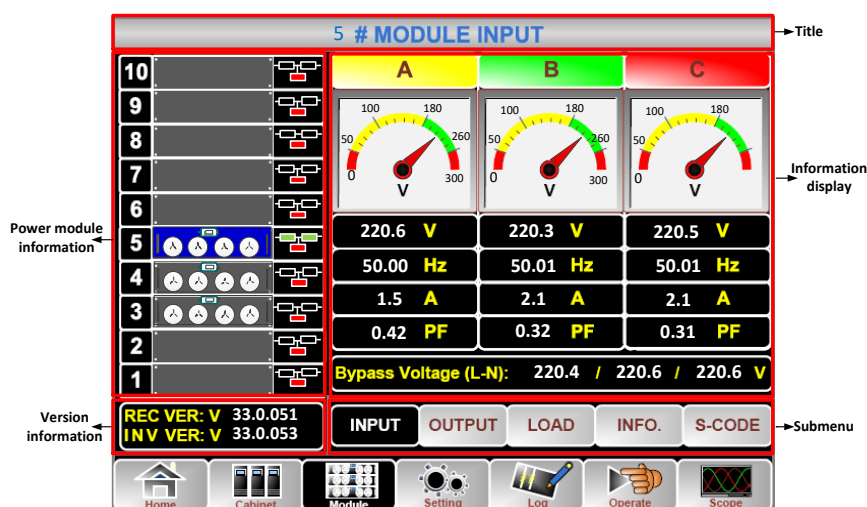 5 # MODULE INPUT
Title
10
9
8
7
6
5
4
3
2
1
Power module
information
A B C
100 180 50 260 0 300 V
100 180 50 260 0 300 V
100 180 50 0 300 V
Information
display
220.6 V 220.3 V 220.5 V
50.00 Hz 50.01 Hz 50.01 Hz
1.5 A 2.1 A 2.1 A
0.42 PF 0.32 PF 0.31 PF
Bypass Voltage (L-N): 220.4 / 220.6 / 220.6 V
Version
information
REC VER: V 33.0.051
INV VER: V 33.0.053
INPUT OUTPUT LOAD INFO. S-CODE
Submenu
Home Cabinet Module Setting Log Operate Scope